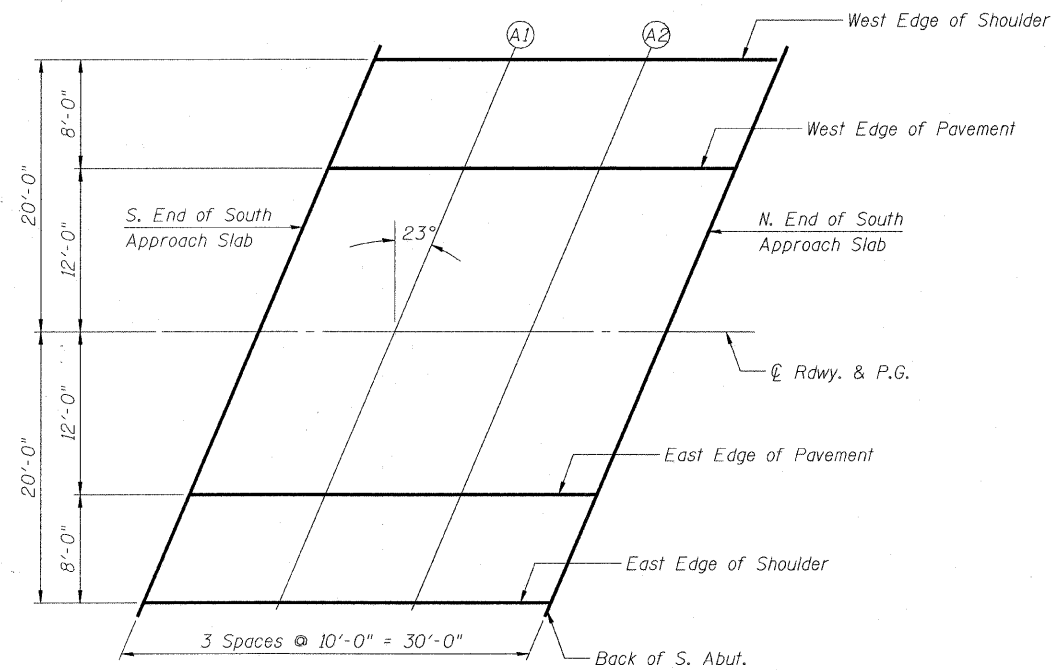 West Edge of Shoulder
A1
A2
8'-0"
West Edge of Pavement
20'-0"
S. End of South
Approach Slab
23°
N. End of South
Approach Slab
12'-0"
℄ Rdwy. & P.G.
12'-0"
20'-0"
East Edge of Pavement
8'-0"
East Edge of Shoulder
3 Spaces @ 10'-0" = 30'-0"
Back of S. Abut.